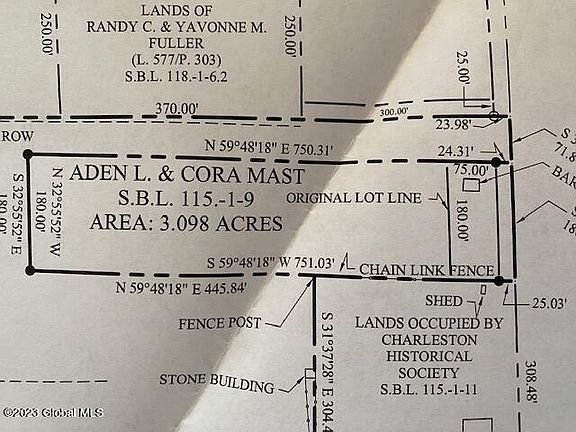 LANDS OF
RANDY C. & YAVONNE M.
FULLER
(L. 577/P. 303)
S.B.L. 118.-1-6.2
250.00'
250.00'
25.00'
370.00'
300.00'
23.98'
ROW
N 59°48'18" E 750.31'
24.31'
75.00'
ADEN L. & CORA MAST
S.B.L. 115.-1-9
AREA: 3.098 ACRES
S 32°55'52" E
180.00'
N 32°55'52" W
180.00'
ORIGINAL LOT LINE
180.00'
S 59°48'18" W 751.03'
CHAIN LINK FENCE
N 59°48'18" E 445.84'
SHED
25.03'
FENCE POST
LANDS OCCUPIED BY
CHARLESTON
HISTORICAL
SOCIETY
S.B.L. 115.-1-11
STONE BUILDING
S 31°37'28" E 304.4
308.48'
©2023 Global MLS